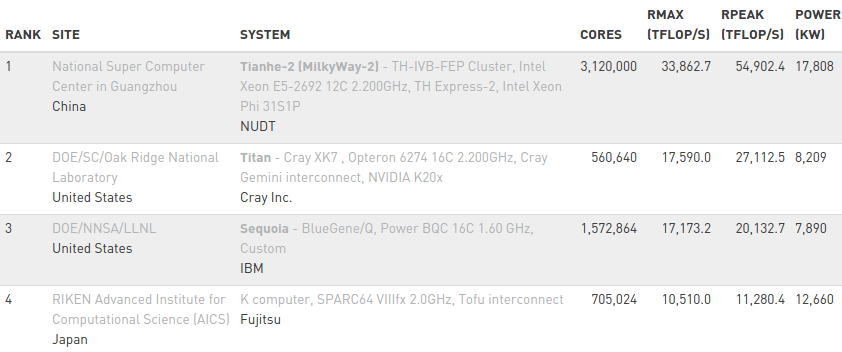 RANK SITE SYSTEM CORES RMAX (TFLOP/S) RPEAK (TFLOP/S) POWER (KW)
1 National Super Computer Tianhe-2 (MilkyWay-2) - TH-IVB-FEP Cluster, Intel 3,120,000 33,862.7 54,902.4 17,808
Center in Guangzhou Xeon E5-2692 12C 2.200GHz, TH Express-2, Intel Xeon
China Phi 31S1P
NUDT
2 DOE/SC/Oak Ridge National Titan - Cray XK7 , Opteron 6274 16C 2.200GHz, Cray 560,640 17,590.0 27,112.5 8,209
Laboratory Gemini interconnect, NVIDIA K20x
United States Cray Inc.
3 DOE/NNSA/LLNL Sequoia - BlueGene/Q, Power BQC 16C 1.60 GHz, 1,572,864 17,173.2 20,132.7 7,890
United States Custom
IBM
4 RIKEN Advanced Institute for K computer, SPARC64 VIIIfx 2.0GHz, Tofu interconnect 705,024 10,510.0 11,280.4 12,660
Computational Science (AICS) Fujitsu
Japan